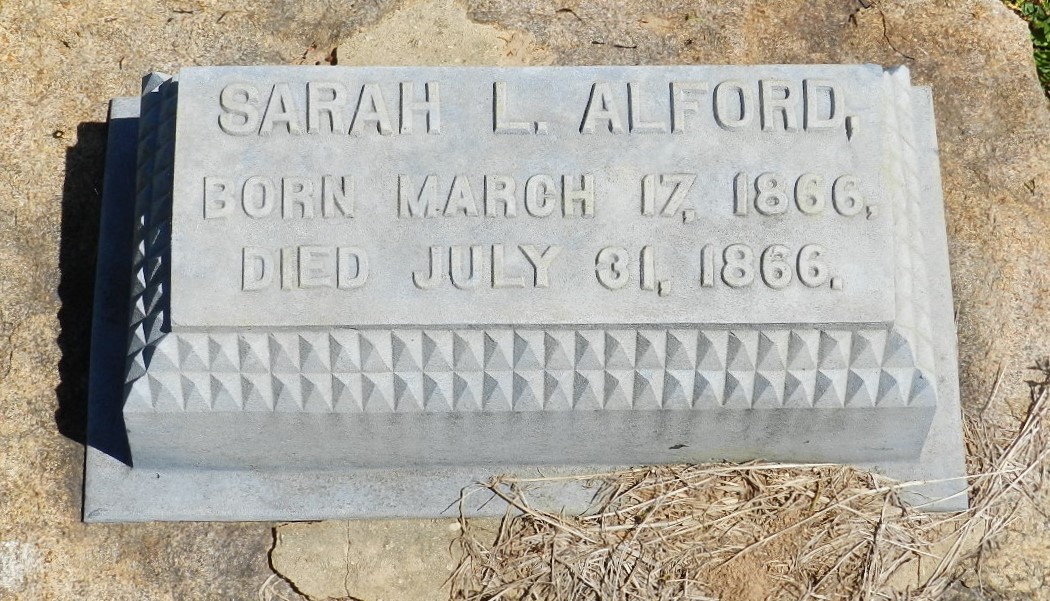 SARAH L. ALFORD,
BORN MARCH 17, 1866,
DIED JULY 31, 1866.